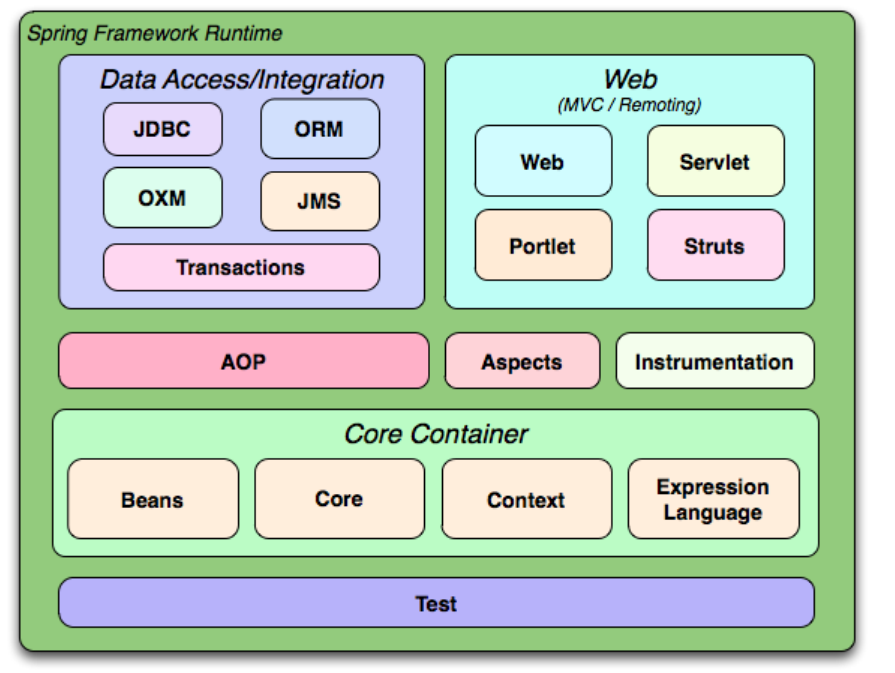 Spring Framework Runtime
Data Access/Integration
JDBC
ORM
OXM
JMS
Transactions
Web
(MVC / Remoting)
Web
Servlet
Portlet
Struts
AOP
Aspects
Instrumentation
Core Container
Beans
Core
Context
Expression
Language
Test